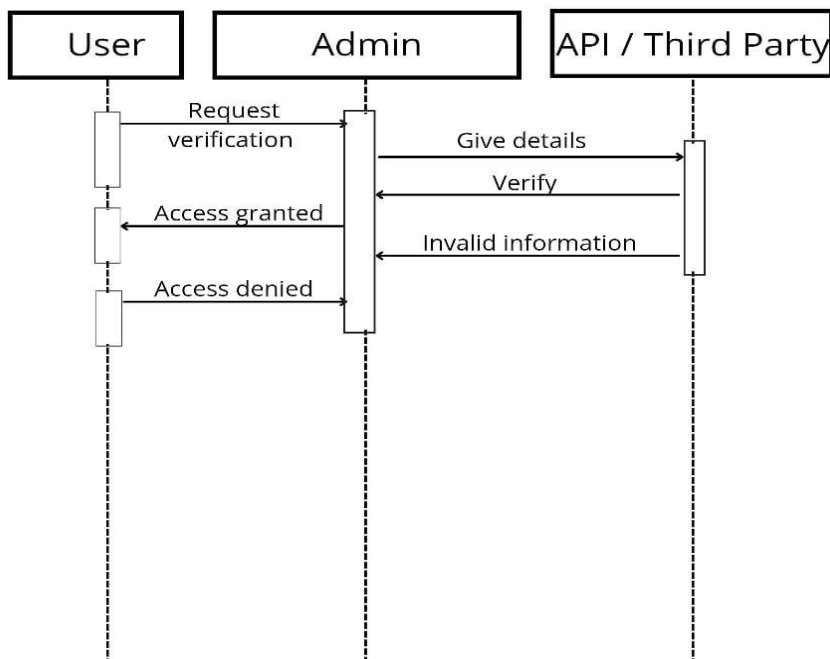 User
Admin
API / Third Party
Request
verification
Give details
Verify
Access granted
Invalid information
Access denied